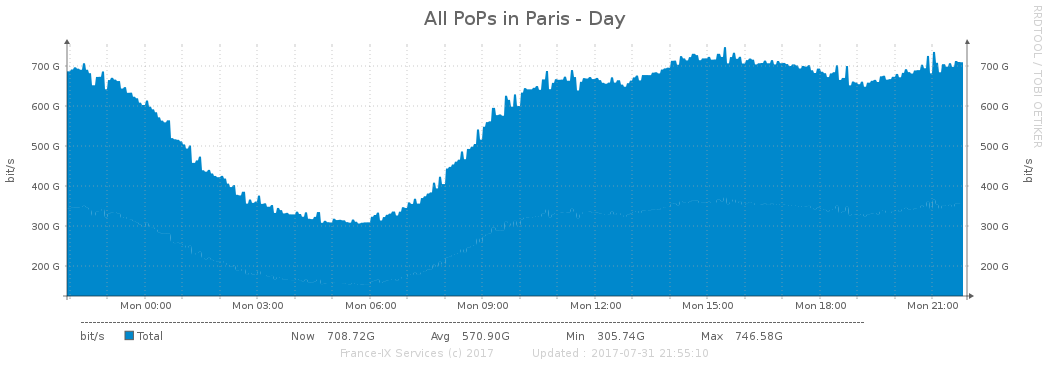 All PoPs in Paris - Day
RRDTOOL / TOBI OETIKER
700 G 700 G
600 G 600 G
500 G 500 G
400 G 400 G
300 G 300 G
200 G 200 G
bit/s bit/s
Mon 00:00 Mon 03:00 Mon 06:00 Mon 09:00 Mon 12:00 Mon 15:00 Mon 18:00 Mon 21:00
bit/s Total Now 708.72G Avg 570.90G Min 305.74G Max 746.58G
France-IX Services (c) 2017 Updated : 2017-07-31 21:55:10